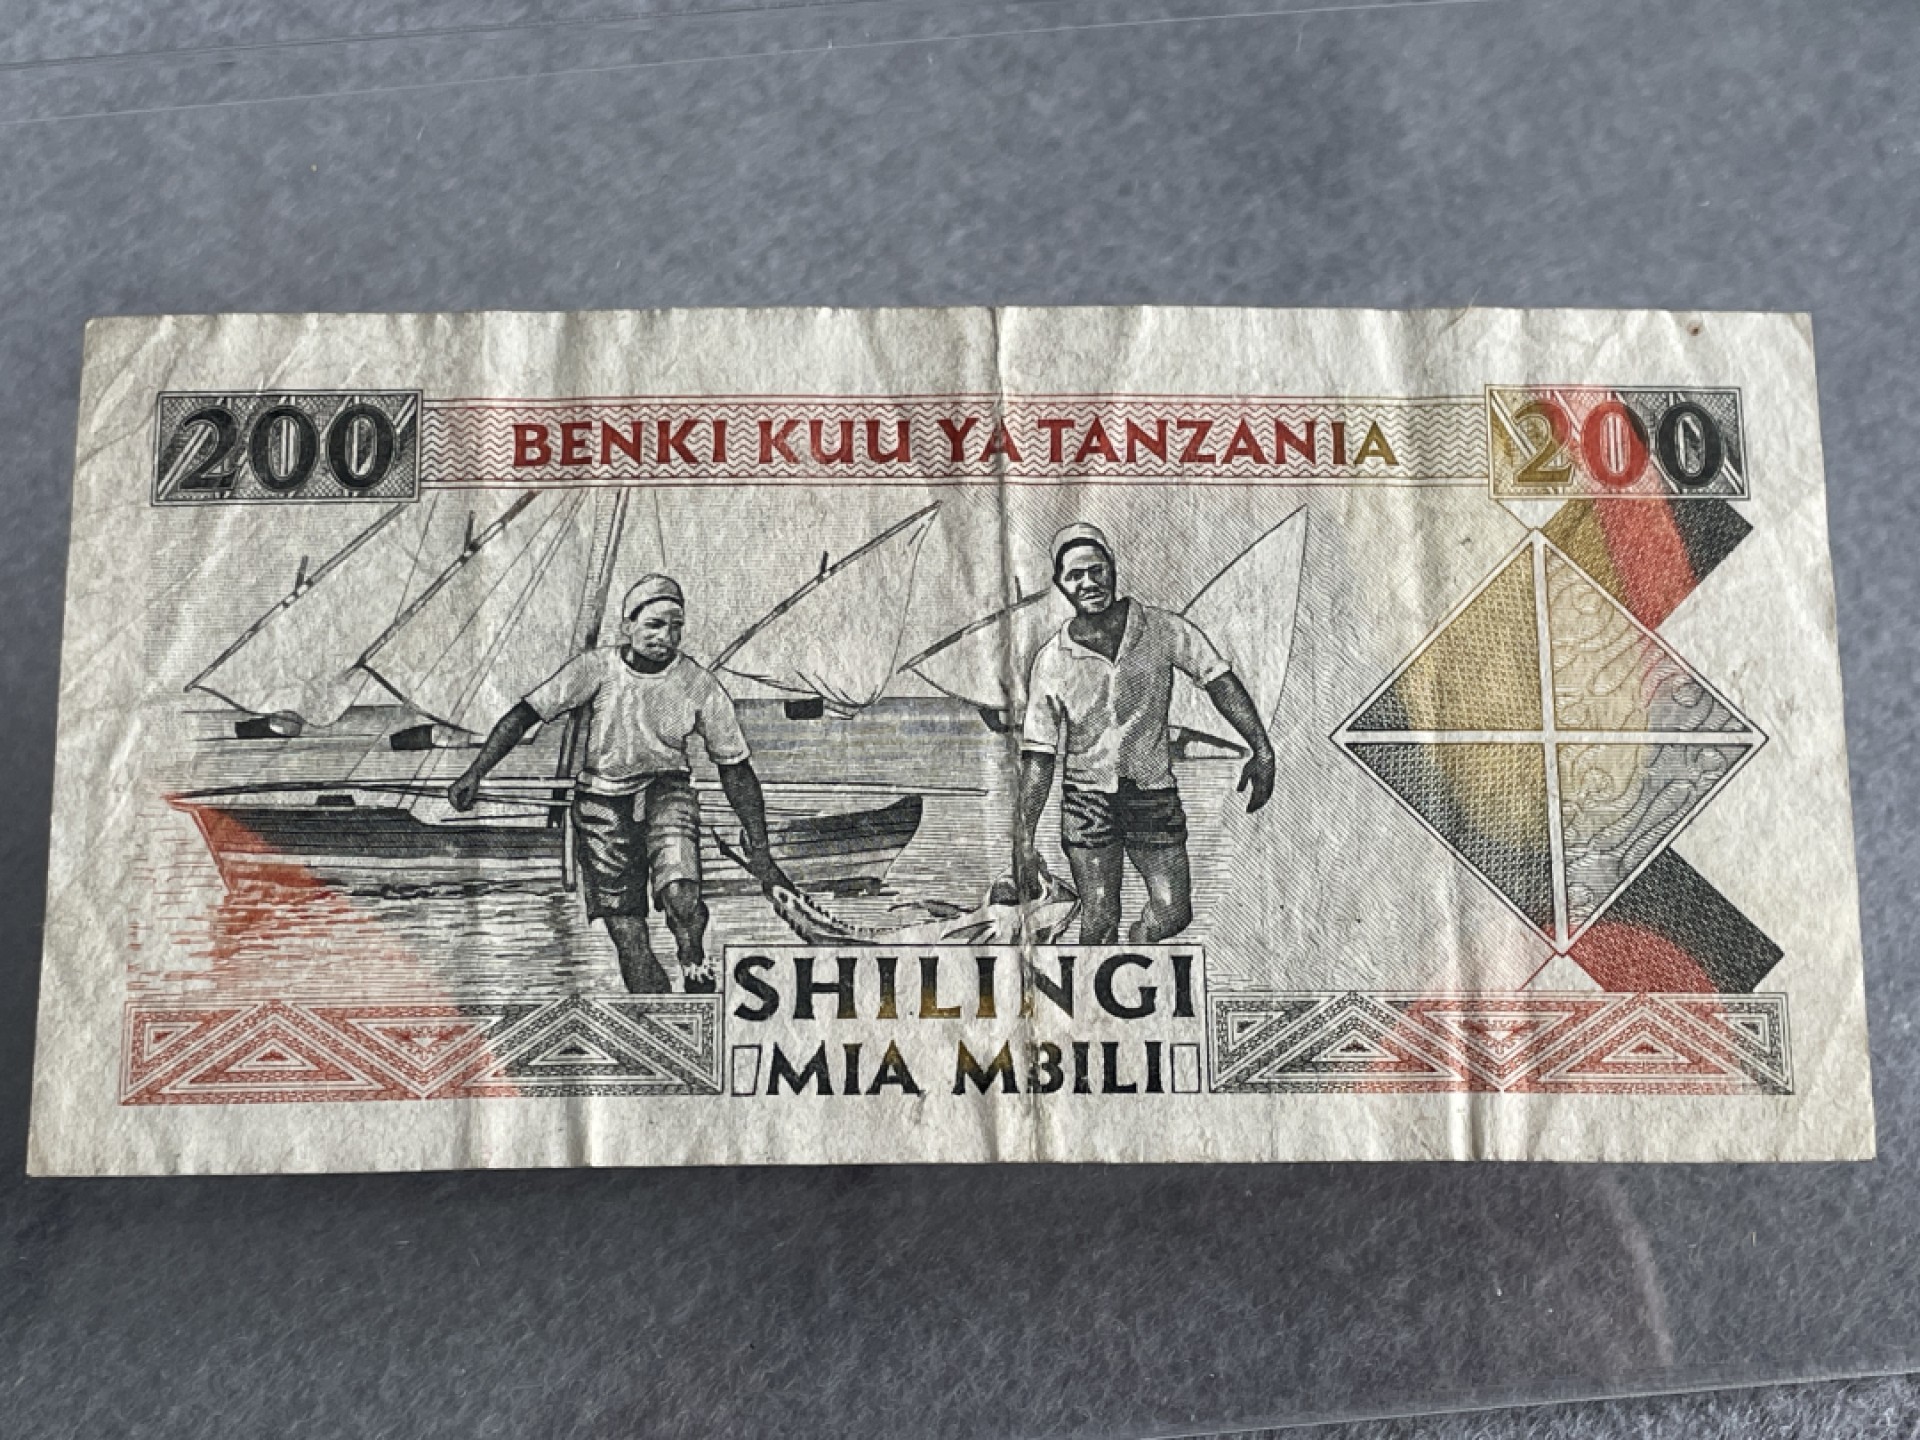 200 BENKI KUU YA TANZANIA 200
SHILINGI
MIA MBILI